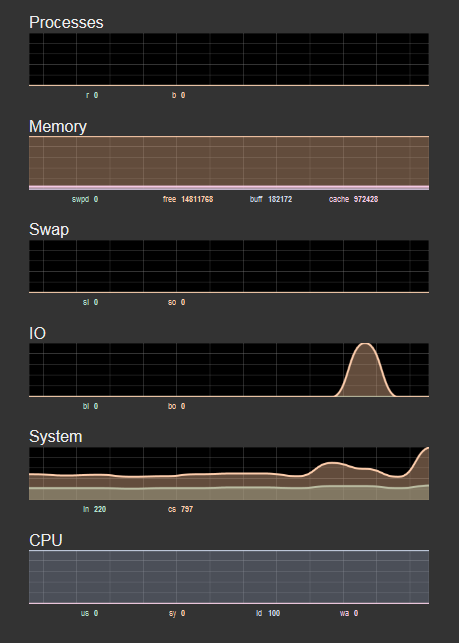 Processes
r 0 b 0
Memory
swpd 0 free 14811768 buff 182172 cache 972428
Swap
si 0 so 0
IO
bi 0 bo 0
System
in 220 cs 797
CPU
us 0 sy 0 id 100 wa 0